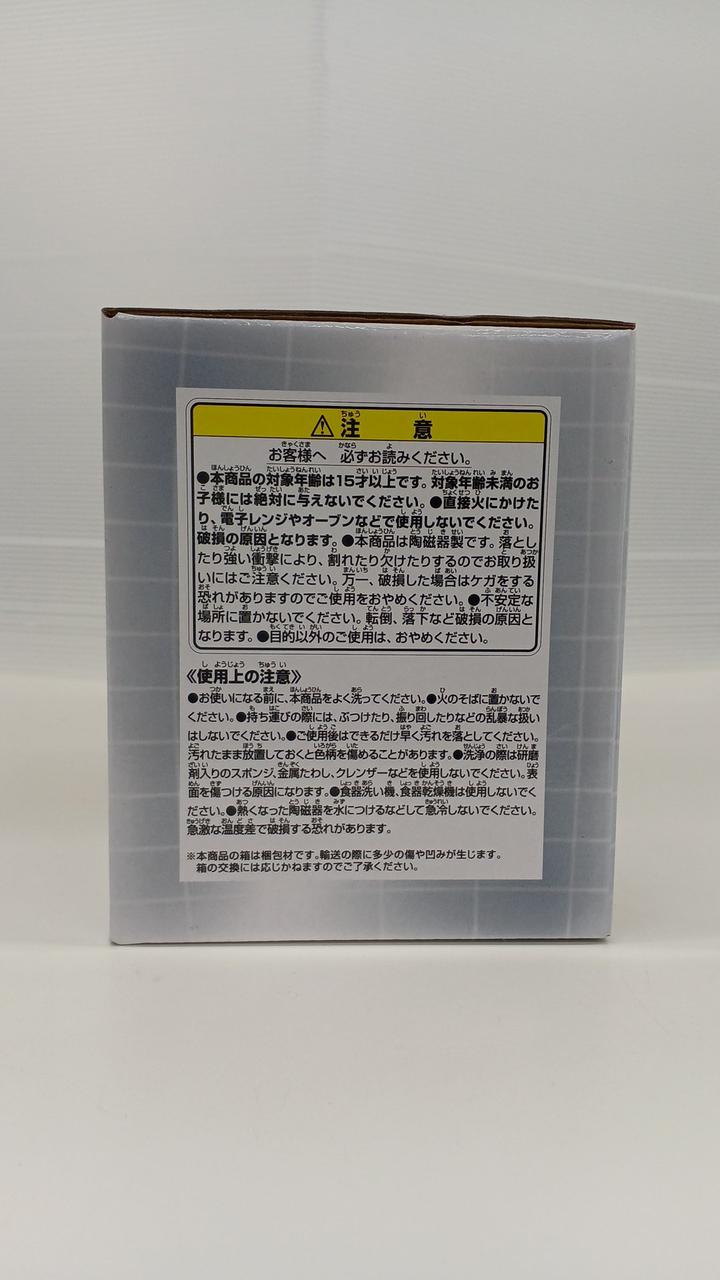 ⚠注意
お客様へ 必ずお読みください。
●本商品の対象年齢は15才以上です。対象年齢未満のお
子様には絶対に与えないでください。●直接火にかけた
り、電子レンジやオーブンなどで使用しないでください。
破損の原因となります。●本商品は陶磁器製です。落とし
たり強い衝撃により、割れたり欠けたりするのでお取り扱
いにはご注意ください。万一、破損した場合はケガをする
恐れがありますのでご使用をおやめください。●不安定な
場所に置かないでください。転倒、落下など破損の原因と
なります。●目的以外のご使用は、おやめください。
《使用上の注意》
●お使いになる前に、本商品をよく洗ってください。●火のそばに置かないで
ください。●持ち運びの際には、ぶつけたり、振り回したりなどの乱暴な扱い
はしないでください。●ご使用後はできるだけ早く汚れを落としてください。
汚れたまま放置しておくと色柄を傷めることがあります。●洗浄の際は研磨
剤入りのスポンジ、金属たわし、クレンザーなどを使用しないでください。表
面を傷つける原因になります。●食器洗い機、食器乾燥機は使用しないでく
ださい。●熱くなった陶磁器を水につけるなどして急冷しないでください。
急激な温度差で破損する恐れがあります。
※本商品の箱は梱包材です。輸送の際に多少の傷や凹みが生じます。
箱の交換には応じかねますのでご了承ください。